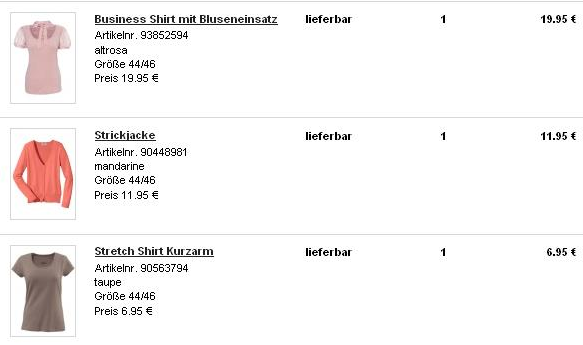 Business Shirt mit Bluseneinsatz lieferbar 1 19.95 €
Artikelnr. 93852594
altrosa
Größe 44/46
Preis 19.95 €
Strickjacke lieferbar 1 11.95 €
Artikelnr. 90448981
mandarine
Größe 44/46
Preis 11.95 €
Stretch Shirt Kurzarm lieferbar 1 6.95 €
Artikelnr. 90563794
taupe
Größe 44/46
Preis 6.95 €